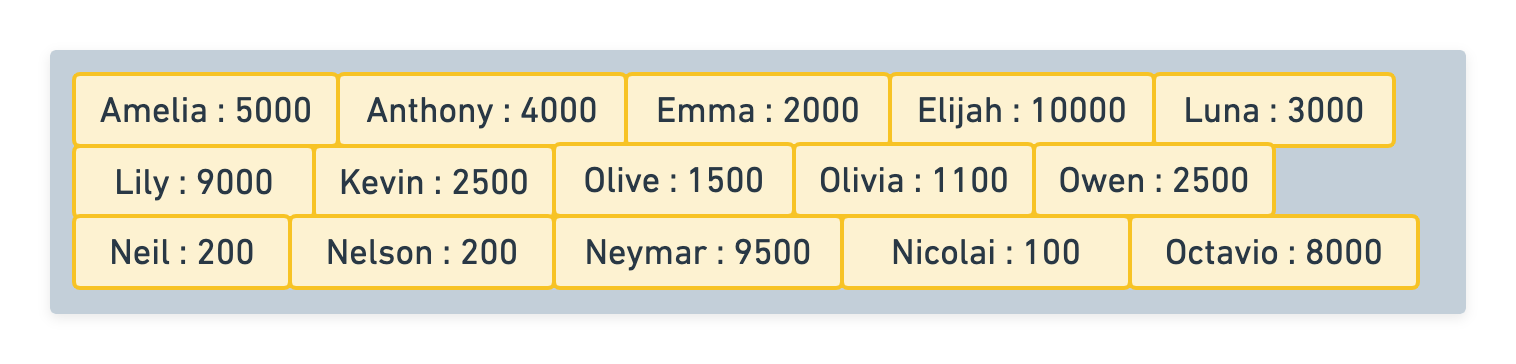 Amelia : 5000 Anthony : 4000 Emma : 2000 Elijah : 10000 Luna : 3000
Lily : 9000 Kevin : 2500 Olive : 1500 Olivia : 1100 Owen : 2500
Neil : 200 Nelson : 200 Neymar : 9500 Nicolai : 100 Octavio : 8000